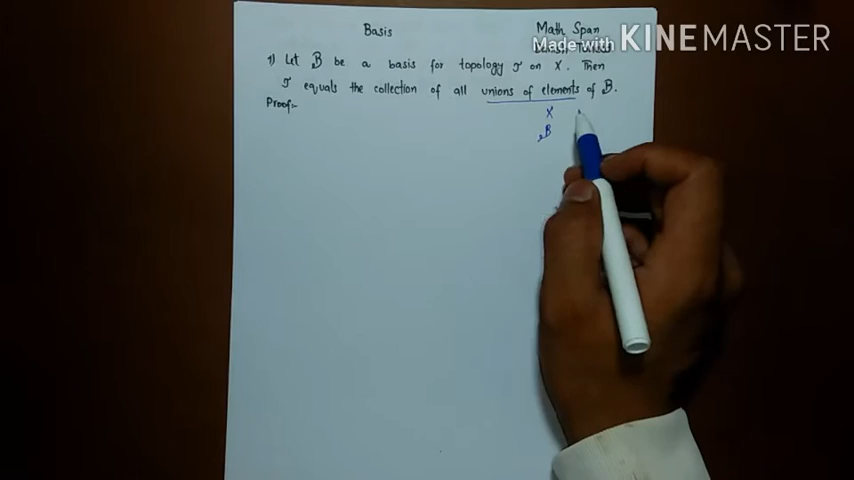 Basis
Math Span
Made with KINEMASTER
1) Let B be a basis for topology T on X. Then
T equals the collection of all unions of elements of B.
Proof:-
X
B